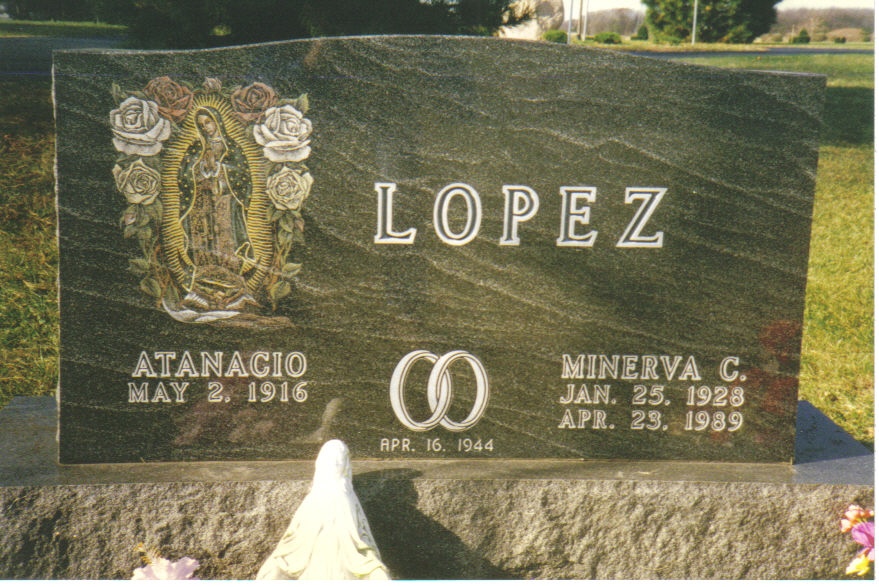 LOPEZ
ATANACIO
MAY 2, 1916
APR. 16, 1944
MINERVA C.
JAN. 25, 1928
APR. 23, 1989